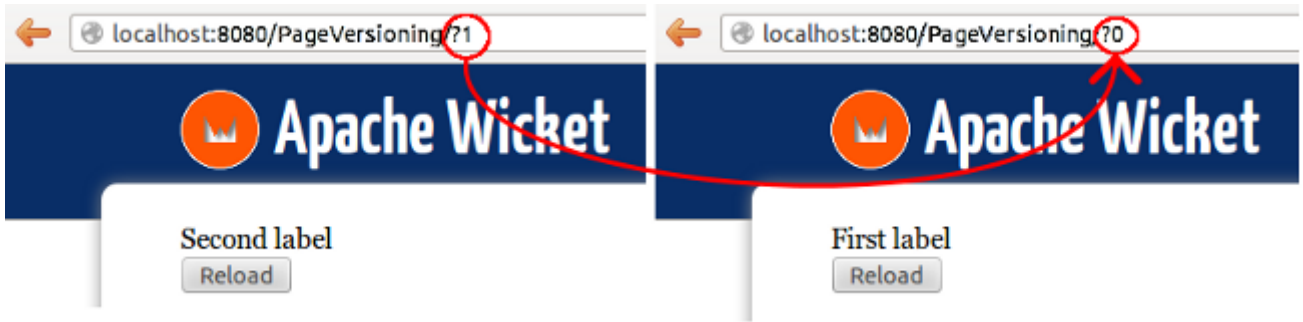 localhost:8080/PageVersioning/?1
Apache Wicket
Second label
Reload
localhost:8080/PageVersioning/?0
Apache Wicket
First label
Reload